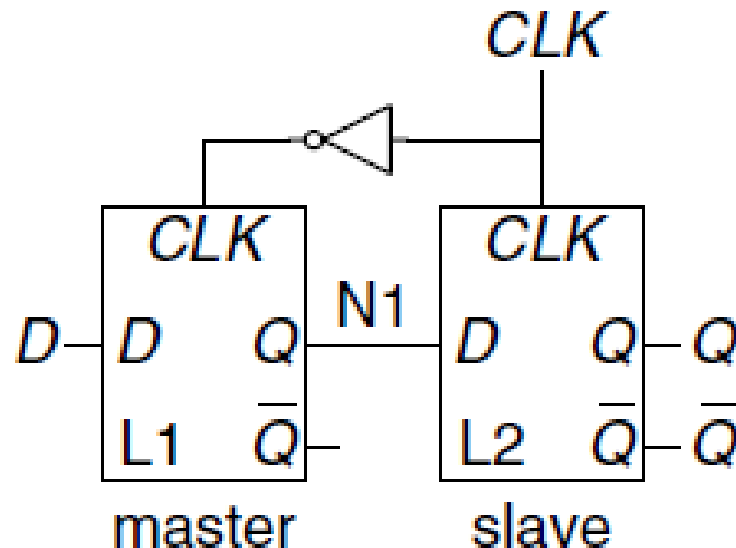 CLK
CLK CLK
N1
D D Q D Q Q
L1 Q̅ L2 Q̅ Q̅
master slave